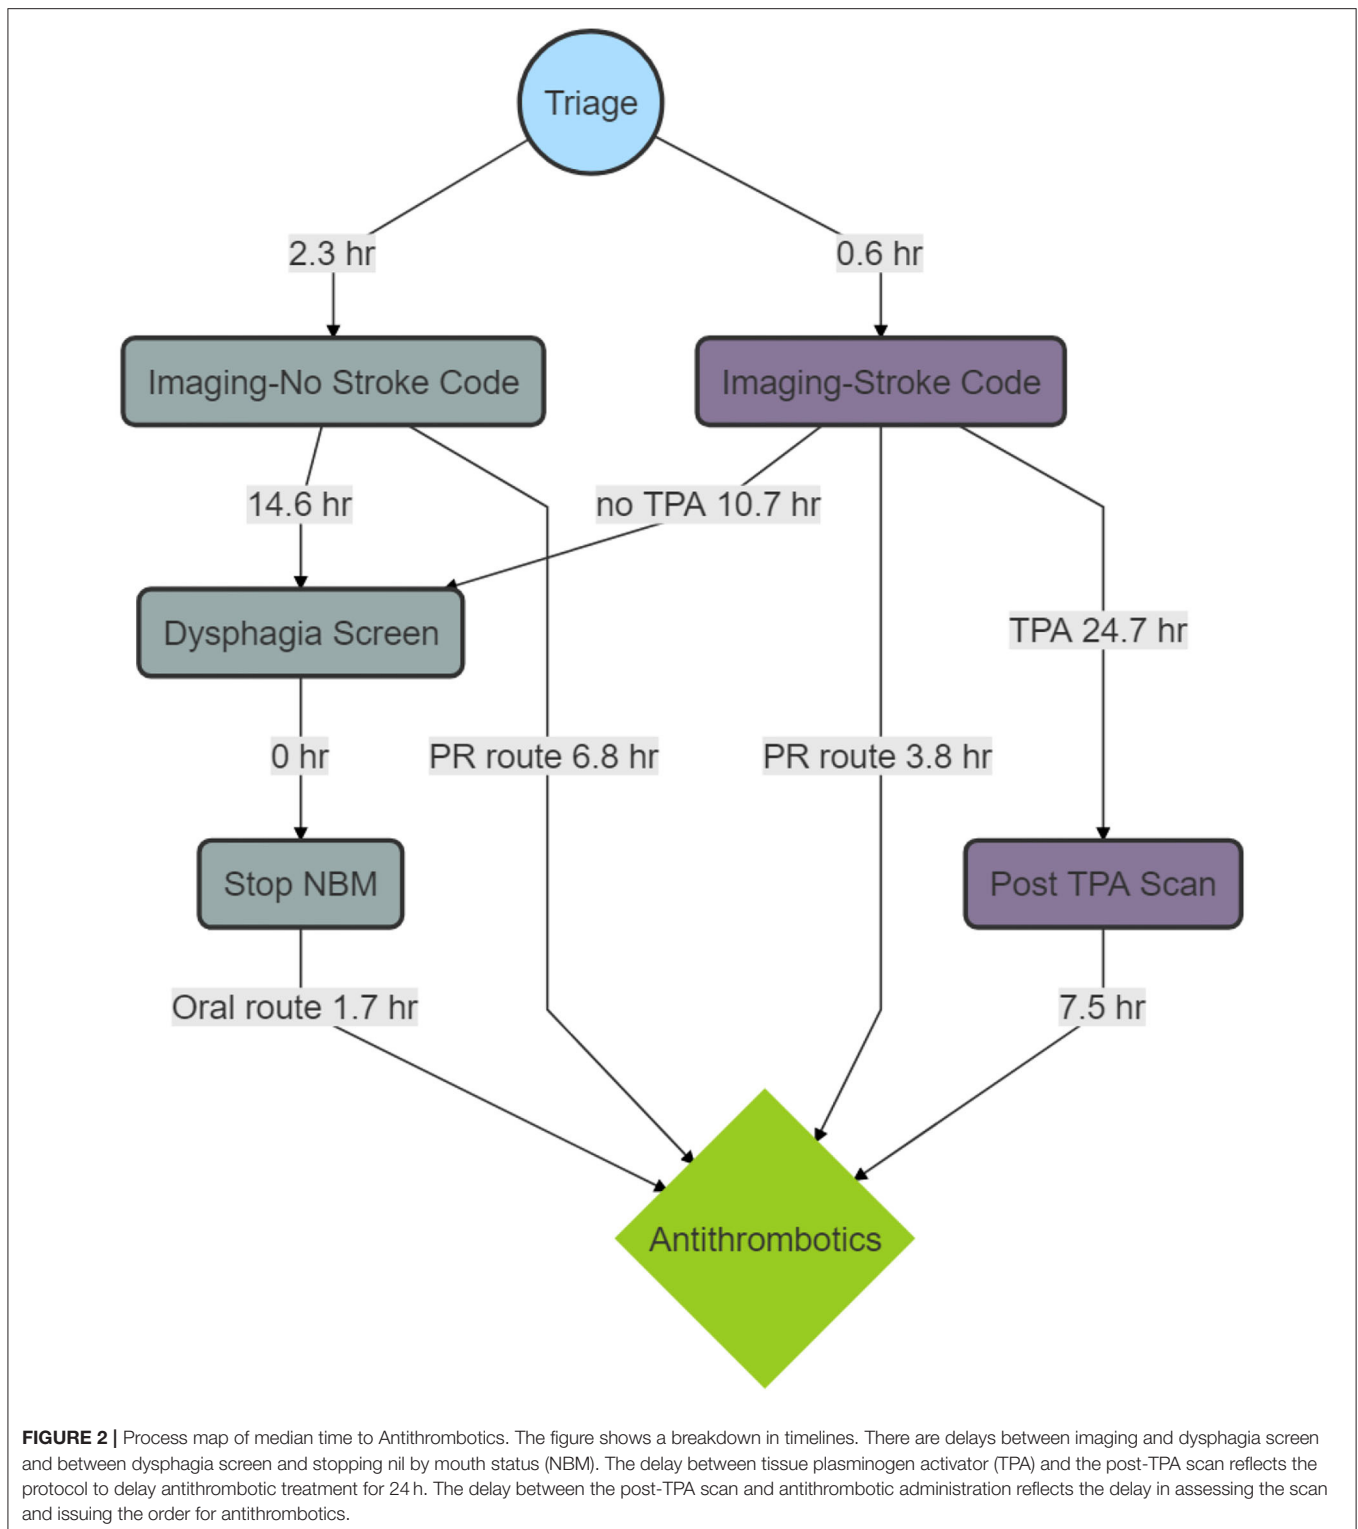 Triage
2.3 hr
0.6 hr
Imaging-No Stroke Code
Imaging-Stroke Code
14.6 hr
no TPA 10.7 hr
Dysphagia Screen
TPA 24.7 hr
0 hr
PR route 6.8 hr
PR route 3.8 hr
Stop NBM
Post TPA Scan
Oral route 1.7 hr
7.5 hr
Antithrombotics
FIGURE 2 | Process map of median time to Antithrombotics. The figure shows a breakdown in timelines. There are delays between imaging and dysphagia screen
and between dysphagia screen and stopping nil by mouth status (NBM). The delay between tissue plasminogen activator (TPA) and the post-TPA scan reflects the
protocol to delay antithrombotic treatment for 24 h. The delay between the post-TPA scan and antithrombotic administration reflects the delay in assessing the scan
and issuing the order for antithrombotics.